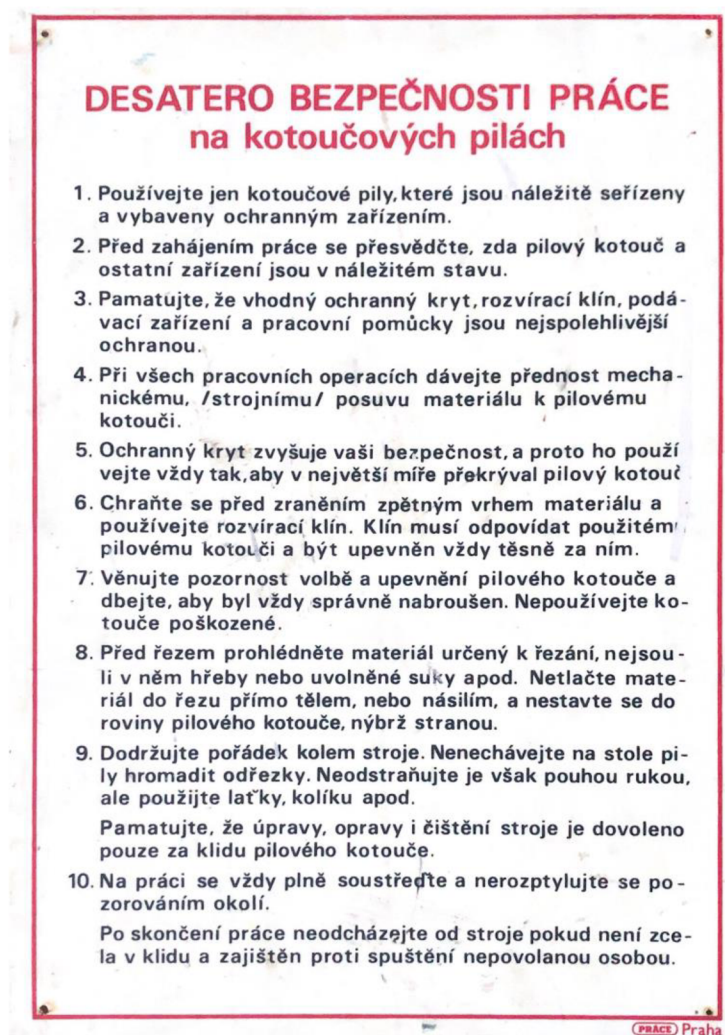 DESATERO BEZPEČNOSTI PRÁCE
na kotoučových pilách
1. Používejte jen kotoučové pily, které jsou náležitě seřízeny
a vybaveny ochranným zařízením.
2. Před zahájením práce se přesvědčte, zda pilový kotouč a
ostatní zařízení jsou v náležitém stavu.
3. Pamatujte, že vhodný ochranný kryt, rozvírací klín, podá-
vací zařízení a pracovní pomůcky jsou nejspolehlivější
ochranou.
4. Při všech pracovních operacích dávejte přednost mecha-
nickému, /strojnímu/ posuvu materiálu k pilovému
kotouči.
5. Ochranný kryt zvyšuje vaši bezpečnost, a proto ho použí
vejte vždy tak, aby v největší míře překrýval pilový kotouč
6. Chraňte se před zraněním zpětným vrhem materiálu a
používejte rozvírací klín. Klín musí odpovídat použitému
pilovému kotouči a být upevněn vždy těsně za ním.
7. Věnujte pozornost volbě a upevnění pilového kotouče a
dbejte, aby byl vždy správně nabroušen. Nepoužívejte ko-
touče poškozené.
8. Před řezem prohlédněte materiál určený k řezání, nejsou-
li v něm hřeby nebo uvolněné suky apod. Netlačte mate-
riál do řezu přímo tělem, nebo násilím, a nestavte se do
roviny pilového kotouče, nýbrž stranou.
9. Dodržujte pořádek kolem stroje. Nenechávejte na stole pi-
ly hromadit odřezky. Neodstraňujte je však pouhou rukou,
ale použijte laťky, kolíku apod.
Pamatujte, že úpravy, opravy i čištění stroje je dovoleno
pouze za klidu pilového kotouče.
10. Na práci se vždy plně soustřeďte a nerozptylujte se po-
zorováním okolí.
Po skončení práce neodcházejte od stroje pokud není zce-
la v klidu a zajištěn proti spuštění nepovolanou osobou.
PRÁCE Praha